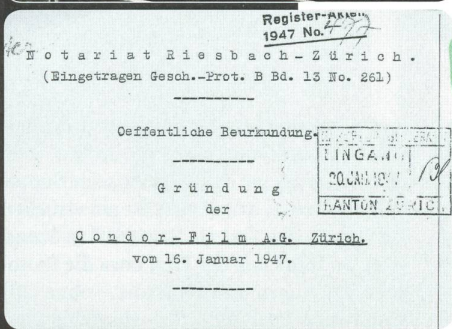 Register-Akten
1947 No. 477
Notariat Riesbach-Zürich.
(Eingetragen Gesch.-Prot. B Bd. 13 No. 261)
Oeffentliche Beurkundung.
EINGANG
20. JAN. 1947
KANTON ZÜRICH
Gründung
der
Condor-Film A.G. Zürich.
vom 16. Januar 1947.